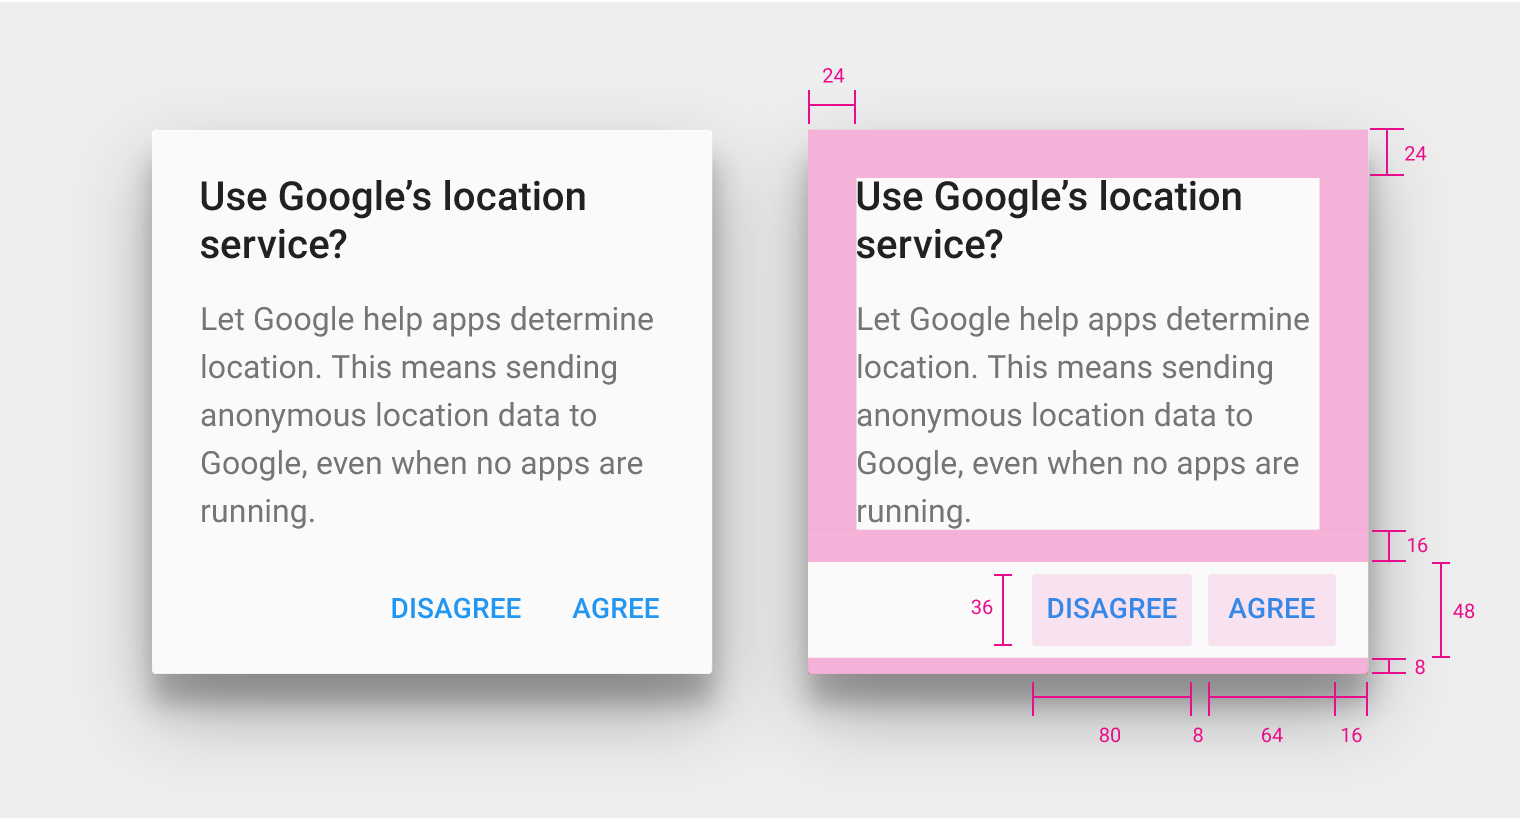 Use Google’s location
service?
Let Google help apps determine
location. This means sending
anonymous location data to
Google, even when no apps are
running.
DISAGREE AGREE
24
24
Use Google’s location
service?
Let Google help apps determine
location. This means sending
anonymous location data to
Google, even when no apps are
running.
16
36 DISAGREE AGREE 48
8
80 8 64 16